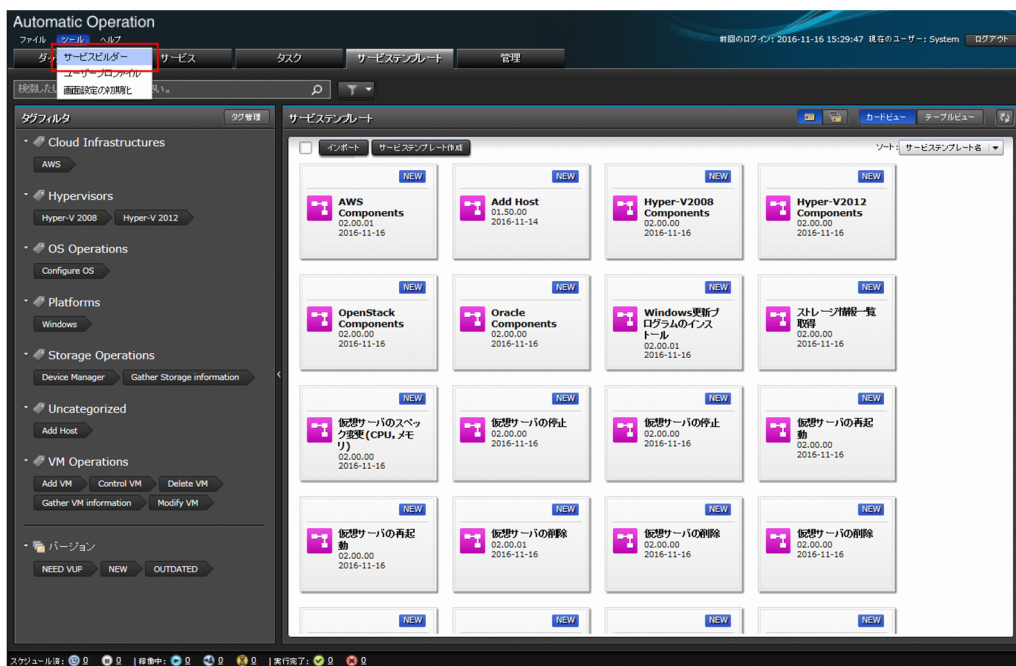 Automatic Operation
ファイル ツール ヘルプ
前回のログイン: 2016-11-16 15:29:47 現在のユーザー: System ログアウト
サービスビルダー
ユーザープロファイル
画面設定の初期化
サービス タスク サービステンプレート 管理
タグフィルタ タグ管理
Cloud Infrastructures
AWS
Hypervisors
Hyper-V 2008 Hyper-V 2012
OS Operations
Configure OS
Platforms
Windows
Storage Operations
Device Manager Gather Storage information
Uncategorized
Add Host
VM Operations
Add VM Control VM Delete VM
Gather VM information Modify VM
バージョン
NEED VUP NEW OUTDATED
サービステンプレート カードビュー テーブルビュー
インポート サービステンプレート作成 ソート: サービステンプレート名
NEW
AWS
Components
02.00.01
2016-11-16
NEW
Add Host
01.50.00
2016-11-14
NEW
Hyper-V2008
Components
02.00.00
2016-11-16
NEW
Hyper-V2012
Components
02.00.00
2016-11-16
NEW
OpenStack
Components
02.00.00
2016-11-16
NEW
Oracle
Components
02.00.00
2016-11-16
NEW
Windows更新プ
ログラムのインス
トール
02.00.01
2016-11-16
NEW
ストレージ情報一覧
取得
02.00.00
2016-11-16
NEW
仮想サーバのスペッ
ク変更(CPU, メモ
リ)
02.00.00
2016-11-16
NEW
仮想サーバの停止
02.00.00
2016-11-16
NEW
仮想サーバの停止
02.00.00
2016-11-16
NEW
仮想サーバの再起
動
02.00.00
2016-11-16
NEW
仮想サーバの再起
動
02.00.00
2016-11-16
NEW
仮想サーバの削除
02.00.01
2016-11-16
NEW
仮想サーバの削除
02.00.00
2016-11-16
NEW
仮想サーバの削除
02.00.00
2016-11-16
NEW
NEW
NEW
NEW
スケジュール済: 0 0 | 稼働中: 0 0 0 | 実行完了: 0 0